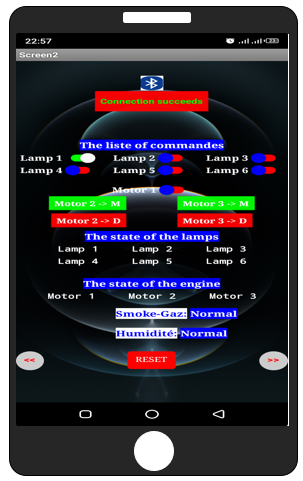 22:57
Screen2
Connection succeeds
The liste of commandes
Lamp 1 Lamp 2 Lamp 3
Lamp 4 Lamp 5 Lamp 6
Motor 1
Motor 2 -> M Motor 3 -> M
Motor 2 -> D Motor 3 -> D
The state of the lamps
Lamp 1 Lamp 2 Lamp 3
Lamp 4 Lamp 5 Lamp 6
The state of the engine
Motor 1 Motor 2 Motor 3
Smoke-Gaz: Normal
Humidité: Normal
<< RESET >>